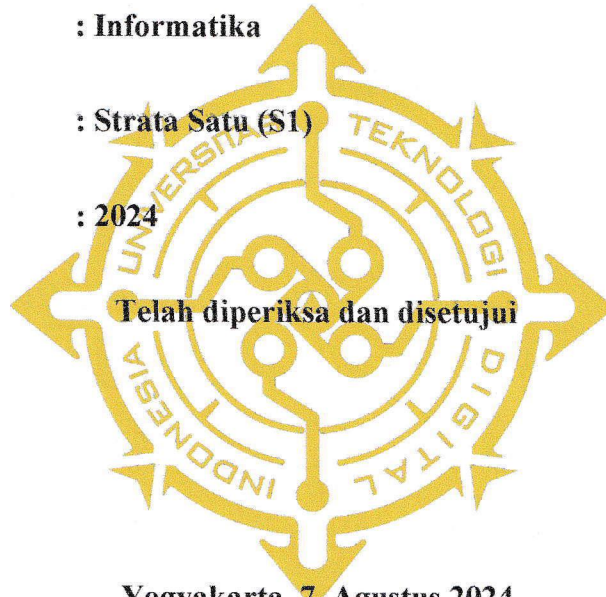 : Informatika
: Strata Satu (S1)
: 2024
UNIVERSITAS TEKNOLOGI
Telah diperiksa dan disetujui
DIGITAL INDONESIA
Yogyakarta, 7 Agustus 2024